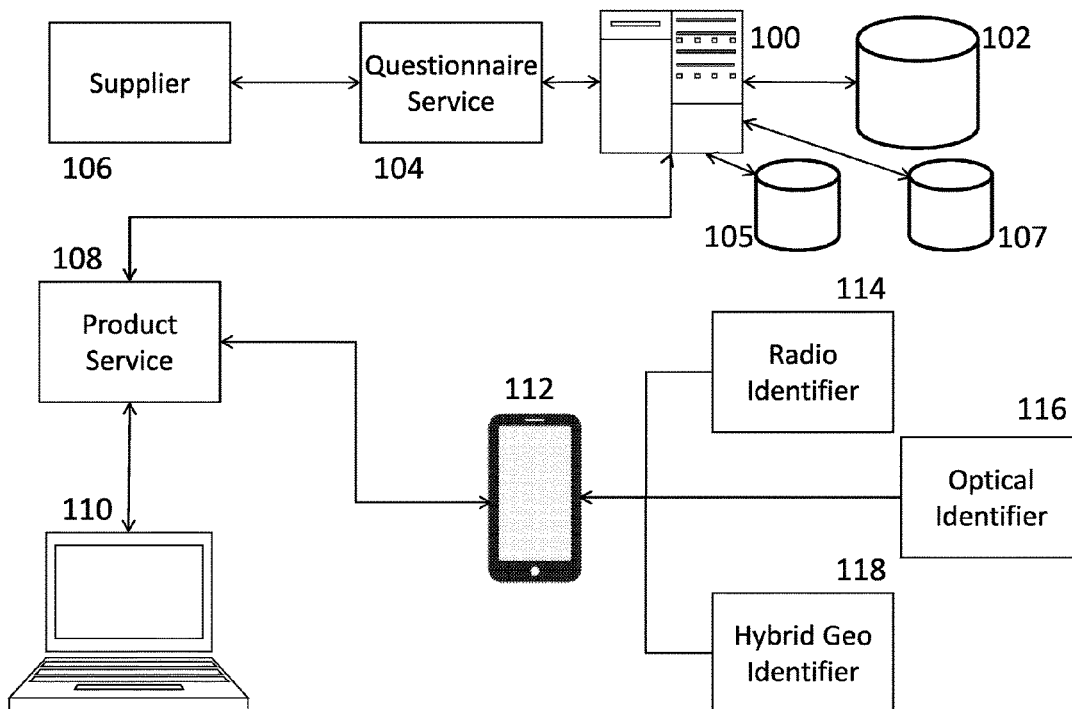 Supplier
106
Questionnaire
Service
104
100
102
105
107
108
Product
Service
110
112
114
Radio
Identifier
116
Optical
Identifier
118
Hybrid Geo
Identifier